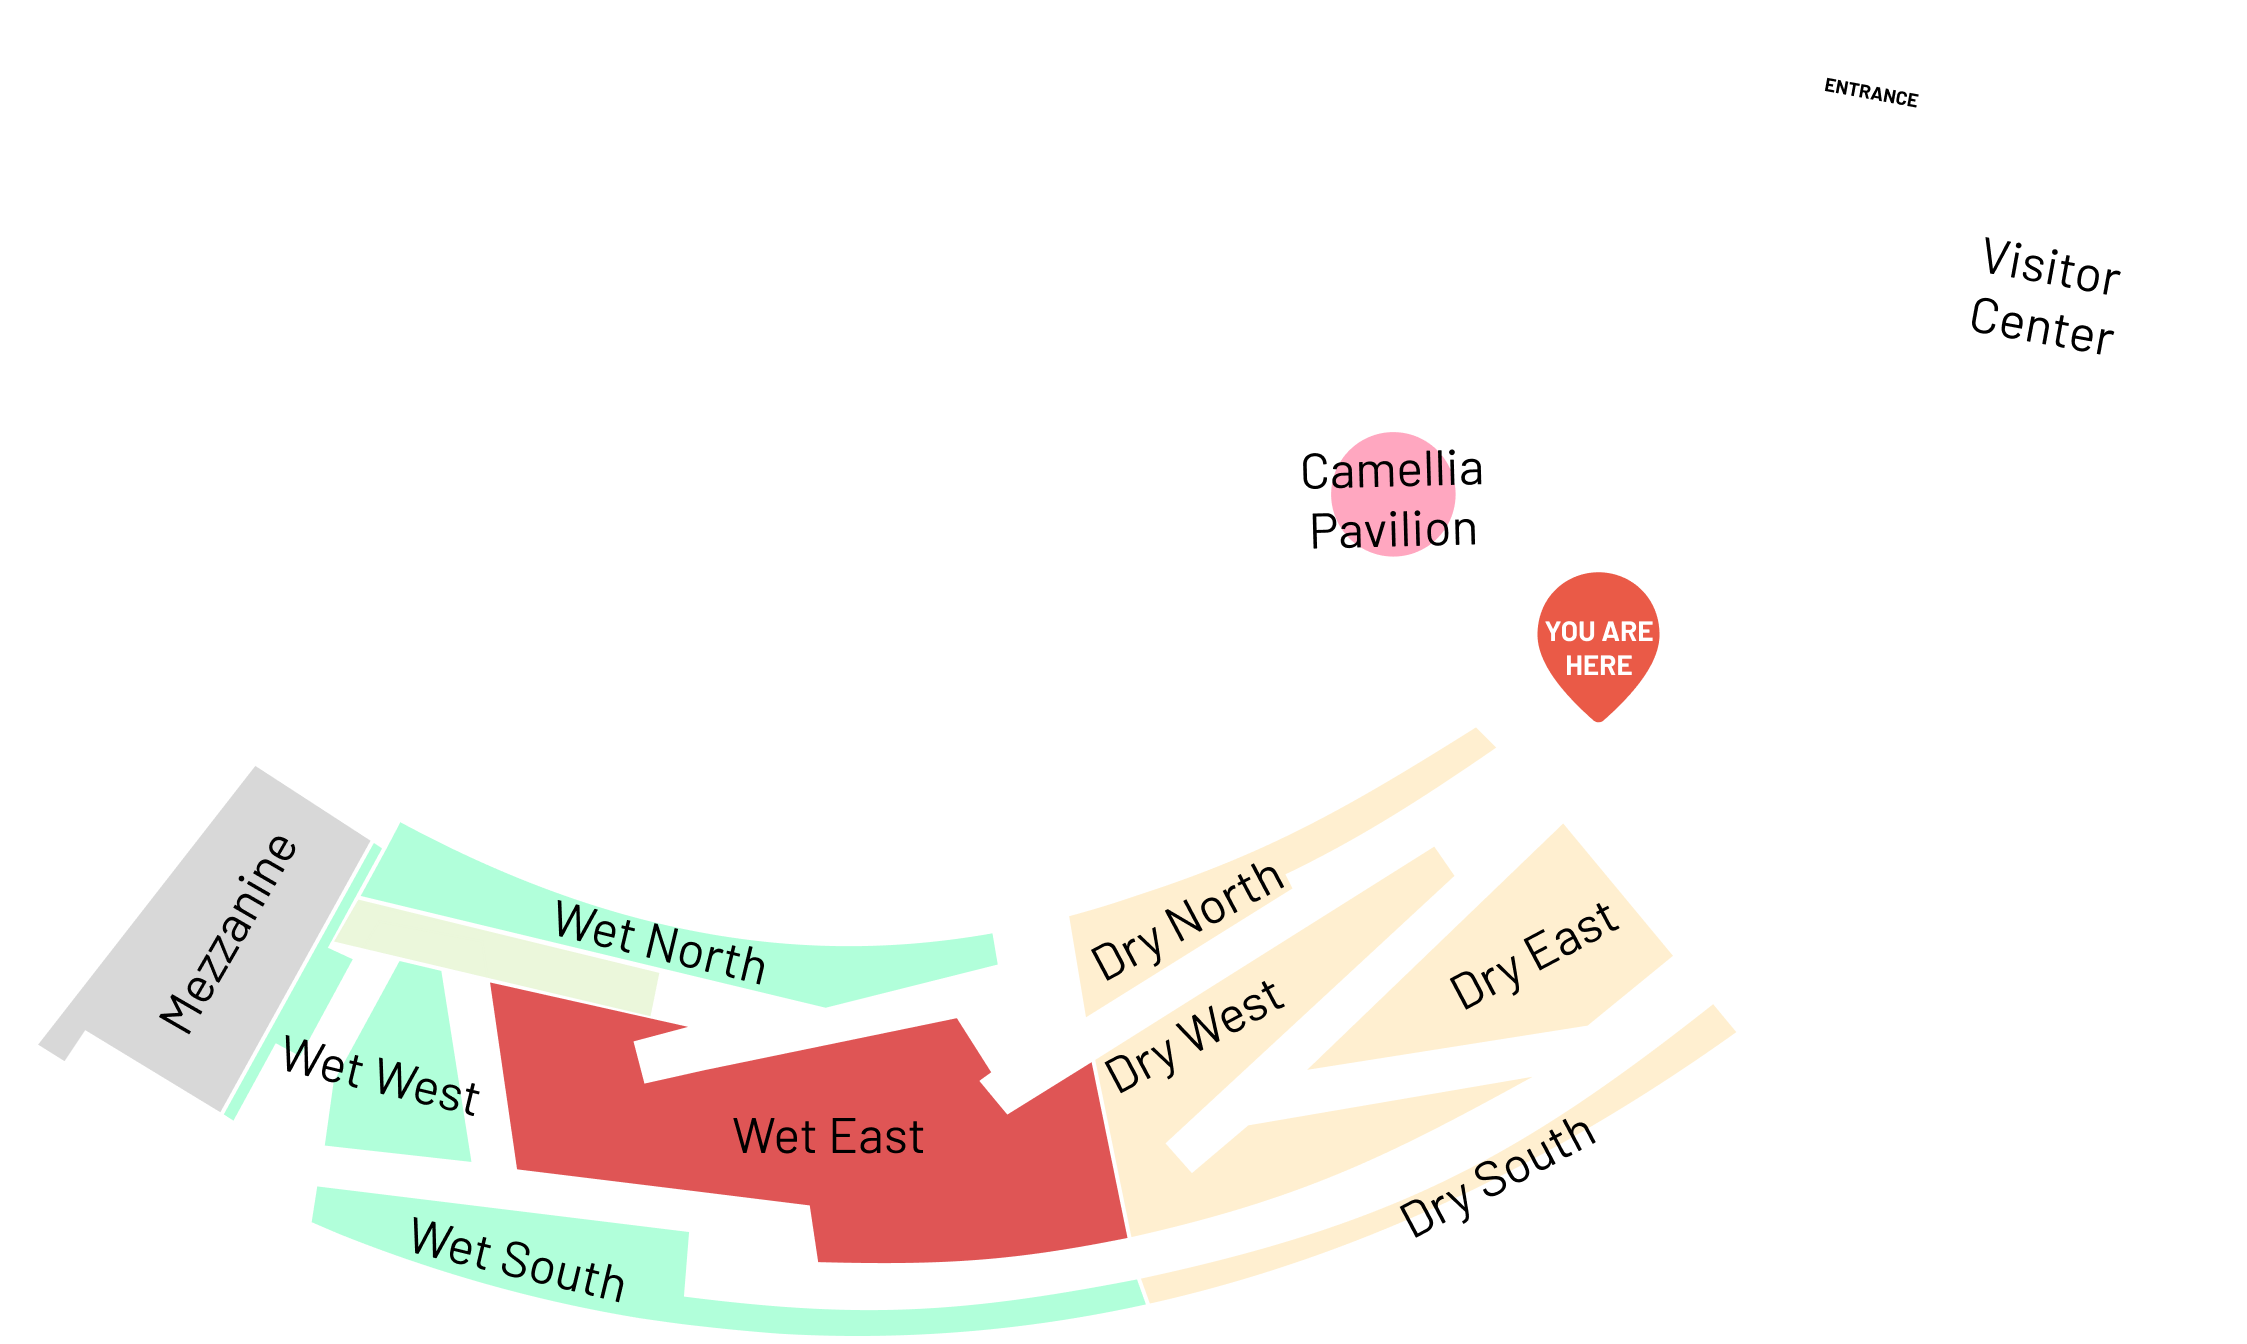 ENTRANCE
Visitor
Center
Camellia
Pavilion
YOU ARE
HERE
Mezzanine
Wet North
Dry North
Dry East
Dry West
Wet West
Wet East
Dry South
Wet South